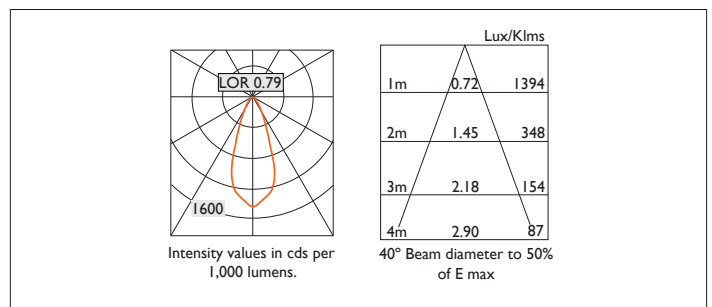 LOR 0.79
1600
Intensity values in cds per
1,000 lumens.
Lux/Klms
1m 0.72 1394
2m 1.45 348
3m 2.18 154
4m 2.90 87
40º Beam diameter to 50%
of E max